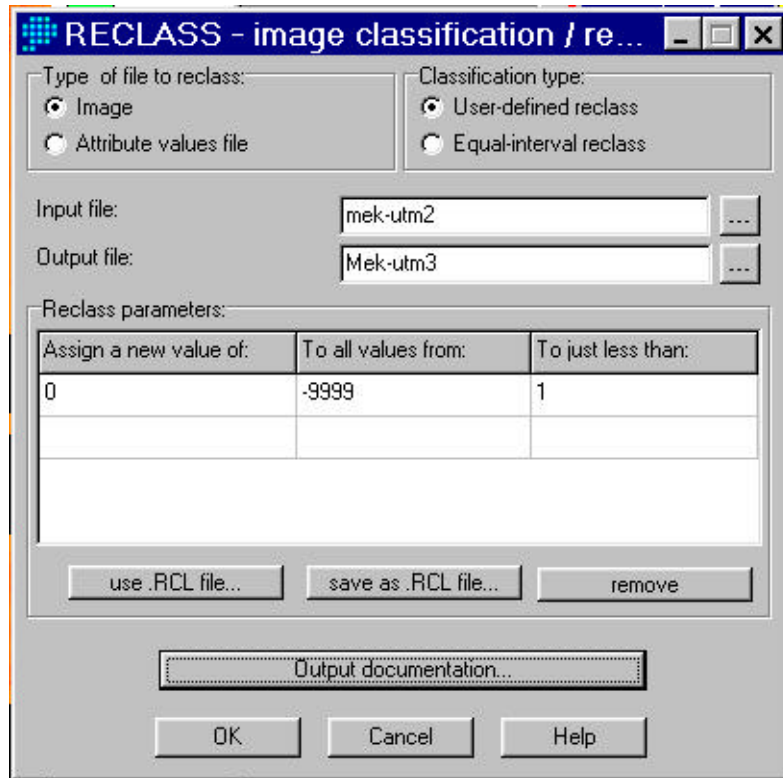 RECLASS - image classification / re...
Type of file to reclass:
Image
Attribute values file
Classification type:
User-defined reclass
Equal-interval reclass
Input file:
mek-utm2
...
Output file:
Mek-utm3
...
Reclass parameters:
Assign a new value of: To all values from: To just less than:
0 -9999 1
use .RCL file... save as .RCL file... remove
Output documentation...
OK Cancel Help